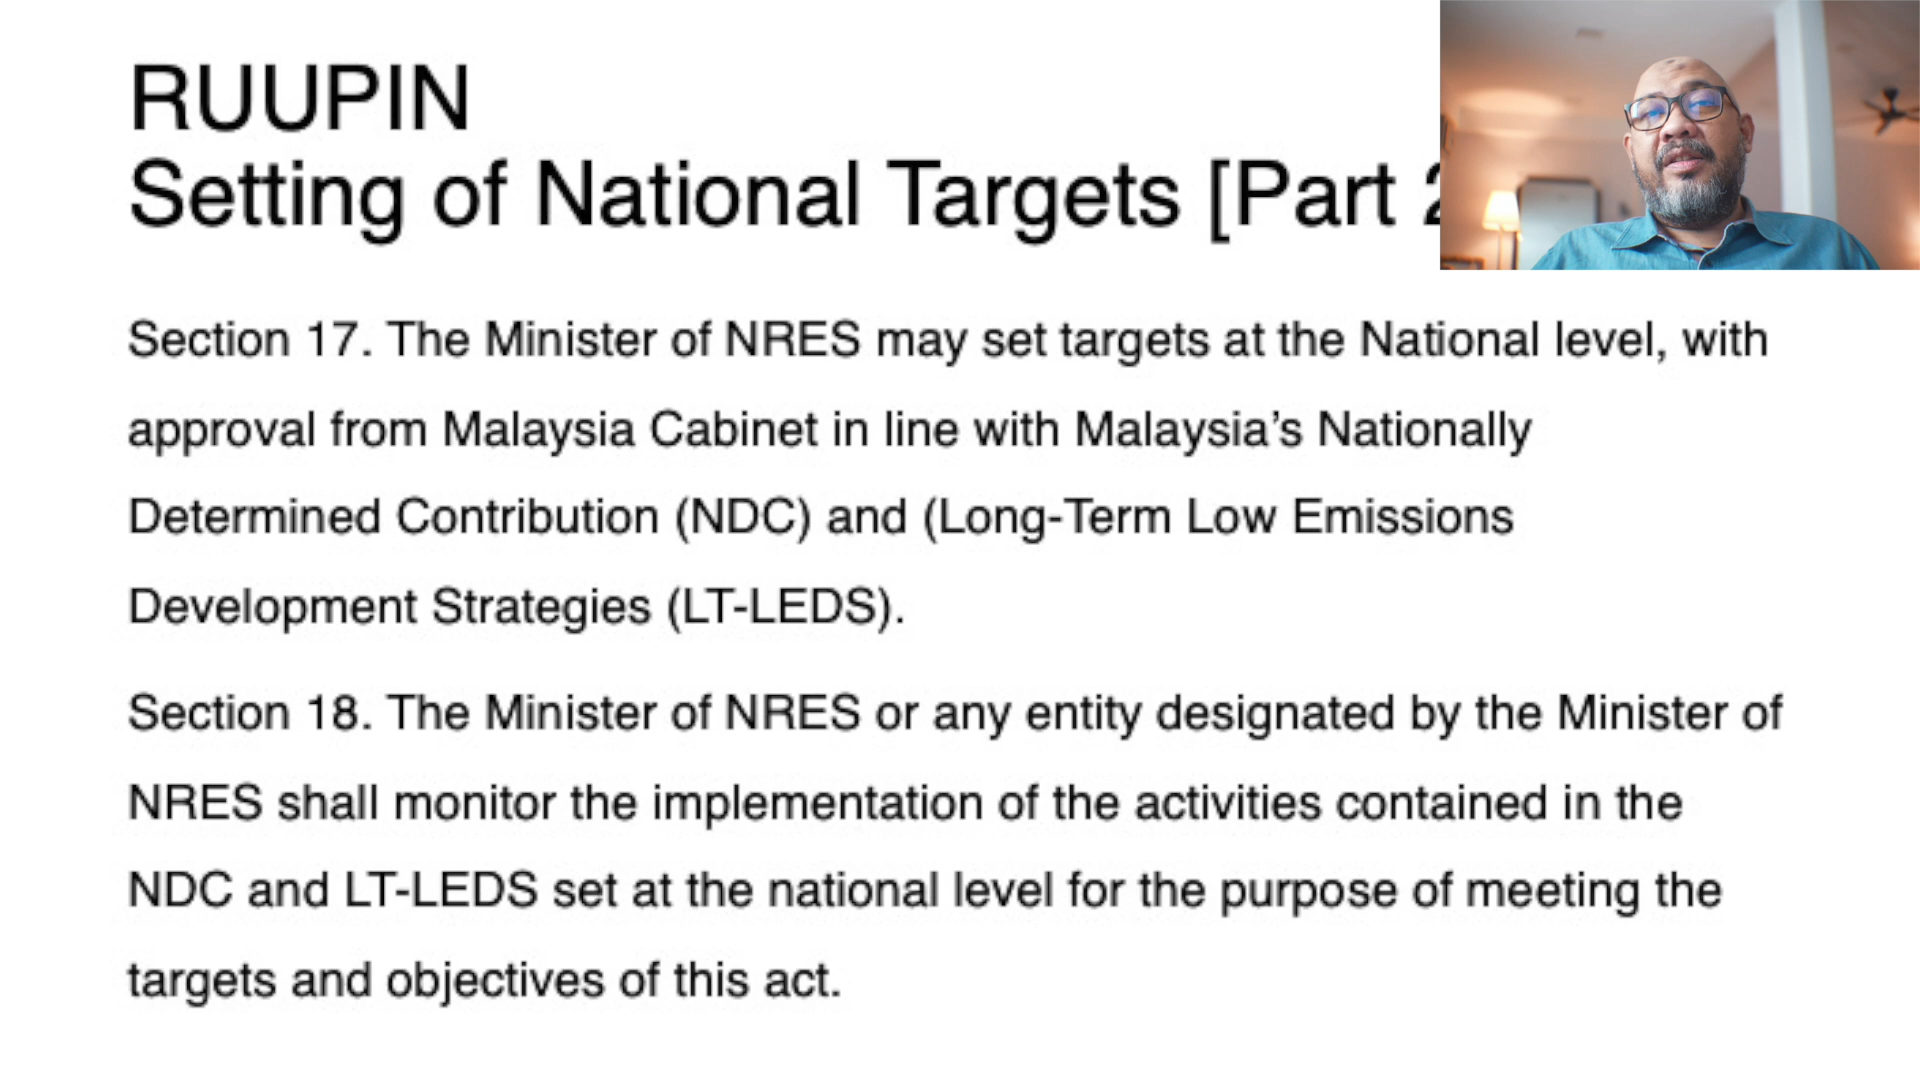 RUUPIN
Setting of National Targets [Part
Section 17. The Minister of NRES may set targets at the National level, with
approval from Malaysia Cabinet in line with Malaysia’s Nationally
Determined Contribution (NDC) and (Long-Term Low Emissions
Development Strategies (LT-LEDS).
Section 18. The Minister of NRES or any entity designated by the Minister of
NRES shall monitor the implementation of the activities contained in the
NDC and LT-LEDS set at the national level for the purpose of meeting the
targets and objectives of this act.